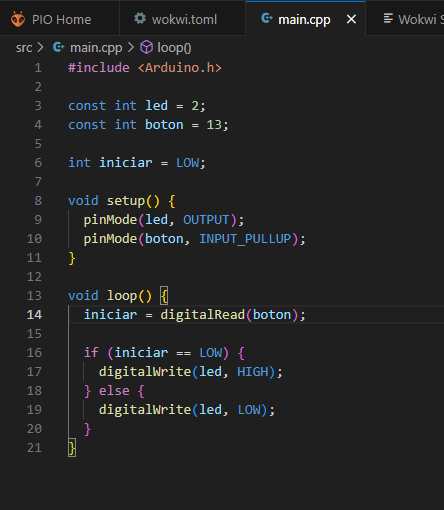 PIO Home wokwi.toml main.cpp Wokwi S
src > main.cpp > loop()
1 #include <Arduino.h>
2
3 const int led = 2;
4 const int boton = 13;
5
6 int iniciar = LOW;
7
8 void setup() {
9 pinMode(led, OUTPUT);
10 pinMode(boton, INPUT_PULLUP);
11 }
12
13 void loop() {
14 iniciar = digitalRead(boton);
15
16 if (iniciar == LOW) {
17 digitalWrite(led, HIGH);
18 } else {
19 digitalWrite(led, LOW);
20 }
21 }